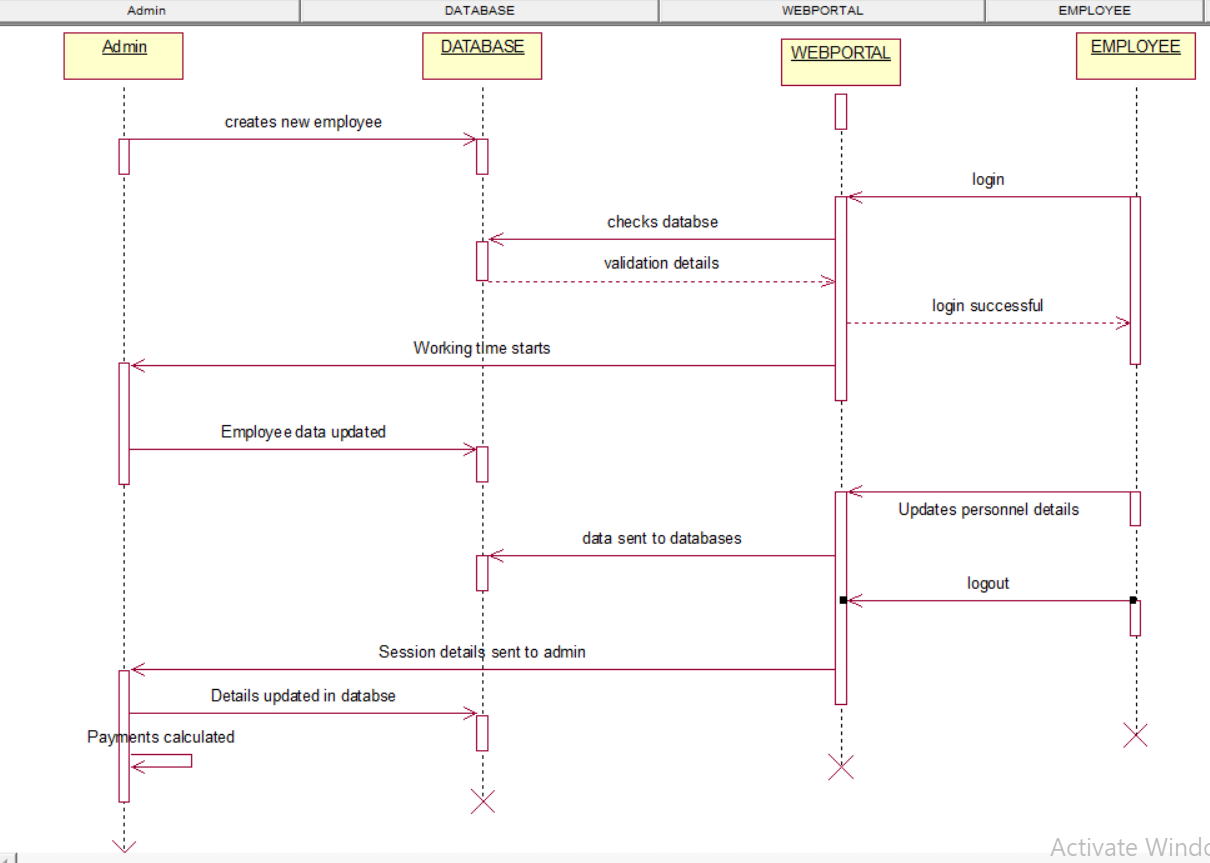 Admin DATABASE WEBPORTAL EMPLOYEE
Admin DATABASE WEBPORTAL EMPLOYEE
creates new employee
login
checks databse
validation details
login successful
Working time starts
Employee data updated
Updates personnel details
data sent to databases
logout
Session details sent to admin
Details updated in databse
Payments calculated
Activate Windo